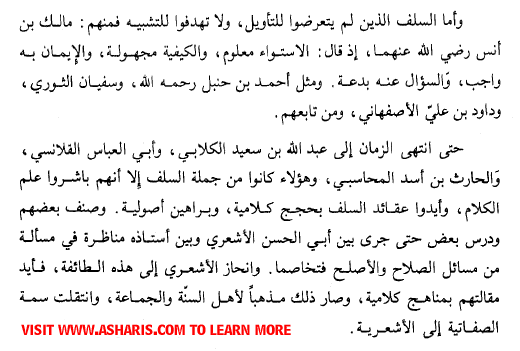 وأما السلف الذين لم يتعرضوا للتأويل، ولا تهدفوا للتشبيه فمنهم: مالك بن
أنس رضي الله عنهما، إذ قال: الاستواء معلوم، والكيفية مجهولة، والإيمان به
واجب، وَالسؤال عنه بدعة. ومثل أحمد بن حنبل رحمه الله، وسفيان الثوري،
وداود بن عليّ الأصفهاني، ومن تابعهم.
حتى انتهى الزمان إلى عبد الله بن سعيد الكلابي، وأبي العباس القلانسي،
وَالحارث بن أسد المحاسبي، وهؤلاء كانوا من جملة السلف إلا أنهم باشروا علم
الكلام، وأيدوا عقائد السلف بحجج كلامية، وبراهين أصولية. وصنف بعضهم
ودرس بعض حتى جرى بين أبي الحسن الأشعري وبين أستاذه مناظرة في مسألة
من مسائل الصلاح والأصلح فتخاصما. وانحاز الأشعري إلى هذه الطائفة، فأيد
مقالتهم بمناهج كلامية، وصار ذلك مذهباً لأهل السنّة والجماعة، وانتقلت سمة
الصفاتية إلى الأشعرية.
VISIT WWW.ASHARIS.COM TO LEARN MORE